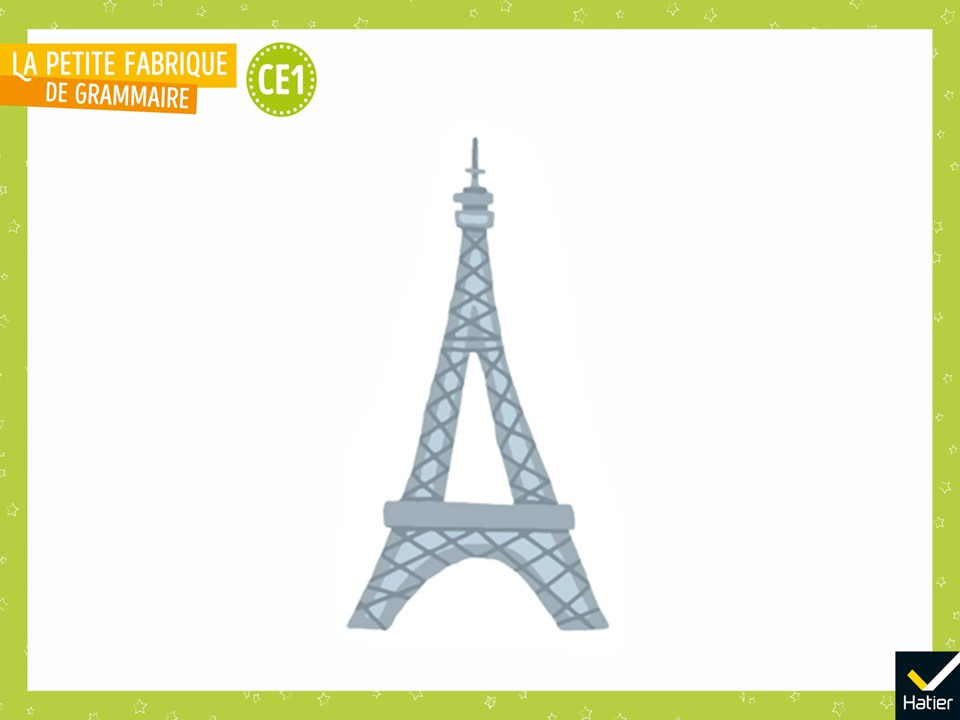 LA PETITE FABRIQUE
DE GRAMMAIRE
CE1
Hatier